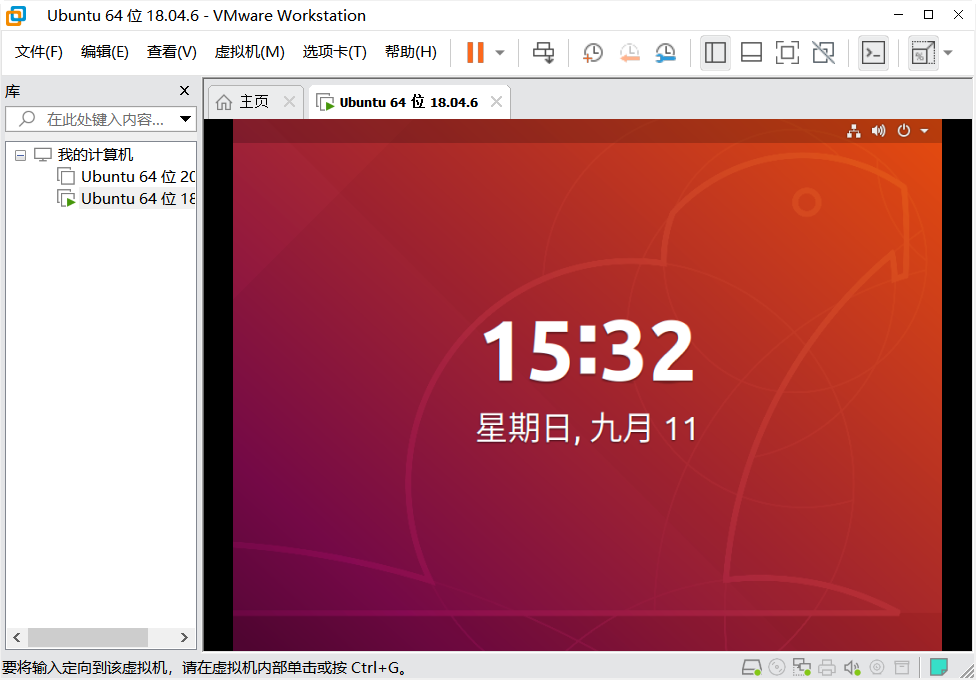 Ubuntu 64 位 18.04.6 - VMware Workstation
文件(F) 编辑(E) 查看(V) 虚拟机(M) 选项卡(T) 帮助(H)
库
主页
Ubuntu 64 位 18.04.6
在此处键入内容...
我的计算机
Ubuntu 64 位 20
Ubuntu 64 位 18
15:32
星期日, 九月 11
要将输入定向到该虚拟机，请在虚拟机内部单击或按 Ctrl+G。